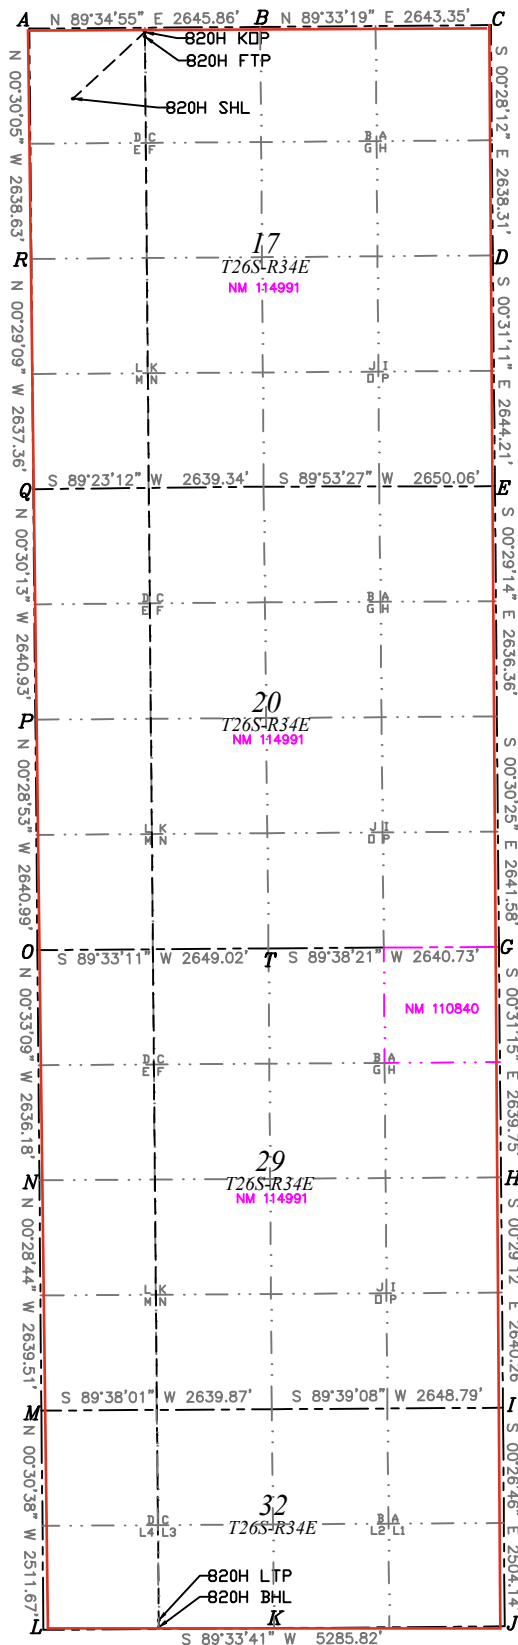 A N 89°34'55" E 2645.86' B N 89°33'19" E 2643.35' C
820H KOP
820H FTP
820H SHL
N 00°30'05" W 2638.63'
S 00°28'12" E 2638.31'
D C B A
E F G H
17
R T26S-R34E D
NM 114991
N 00°29'09" W 2637.36'
S 00°31'11" E 2644.21'
L K J I
M N O P
Q S 89°23'12" W 2639.34' S 89°53'27" W 2650.06' E
N 00°30'13" W 2640.93'
S 00°29'14" E 2636.36'
D C B A
E F G H
20
P T26S-R34E
NM 114991
N 00°28'53" W 2640.99'
S 00°30'25" E 2641.58'
L K J I
M N O P
O S 89°33'11" W 2649.02' T S 89°38'21" W 2640.73' G
N 00°33'09" W 2636.18'
S 00°31'15" E 2639.75'
NM 110840
D C B A
E F G H
29
N T26S-R34E H
NM 114991
N 00°28'44" W 2639.51'
S 00°29'12" E 2640.26'
L K J I
M N O P
S 89°38'01" W 2639.87' S 89°39'08" W 2648.79'
M I
N 00°30'38" W 2511.67'
S 00°26'46" E 2504.14'
32
T26S-R34E
D C B A
L4 L3 L2 L1
820H LTP
820H BHL
L K J
S 89°33'41" W 5285.82'